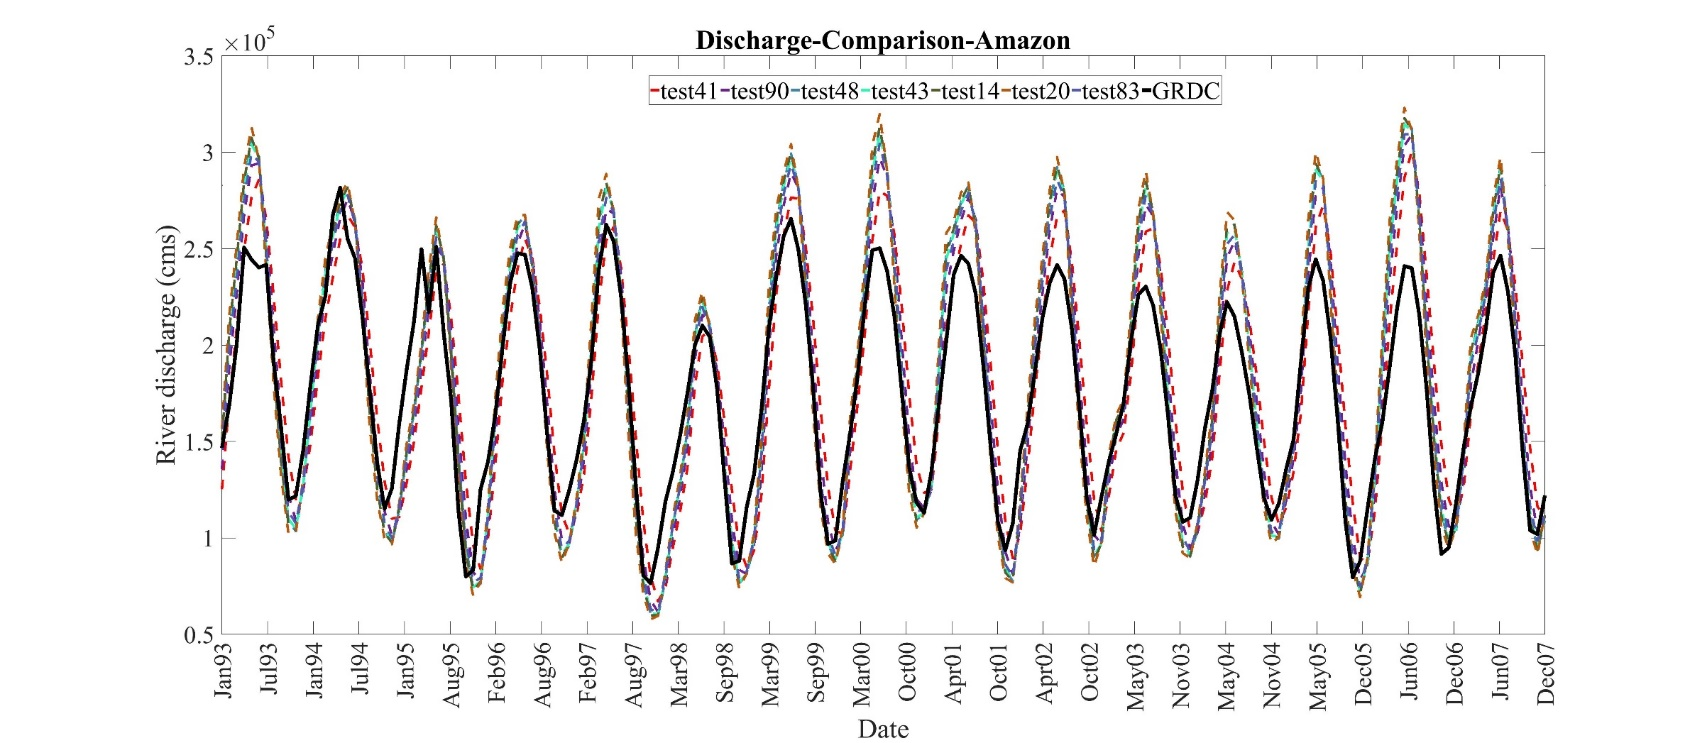 Discharge-Comparison-Amazon
×10⁵
3.5
3
2.5
2
1.5
1
0.5
River discharge (cms)
test41 test90 test48 test43 test14 test20 test83 GRDC
Jan93 Jul93 Jan94 Jul94 Jan95 Aug95 Feb96 Aug96 Feb97 Aug97 Mar98 Sep98 Mar99 Sep99 Mar00 Oct00 Apr01 Oct01 Apr02 Oct02 May03 Nov03 May04 Nov04 May05 Dec05 Jun06 Dec06 Jun07 Dec07
Date